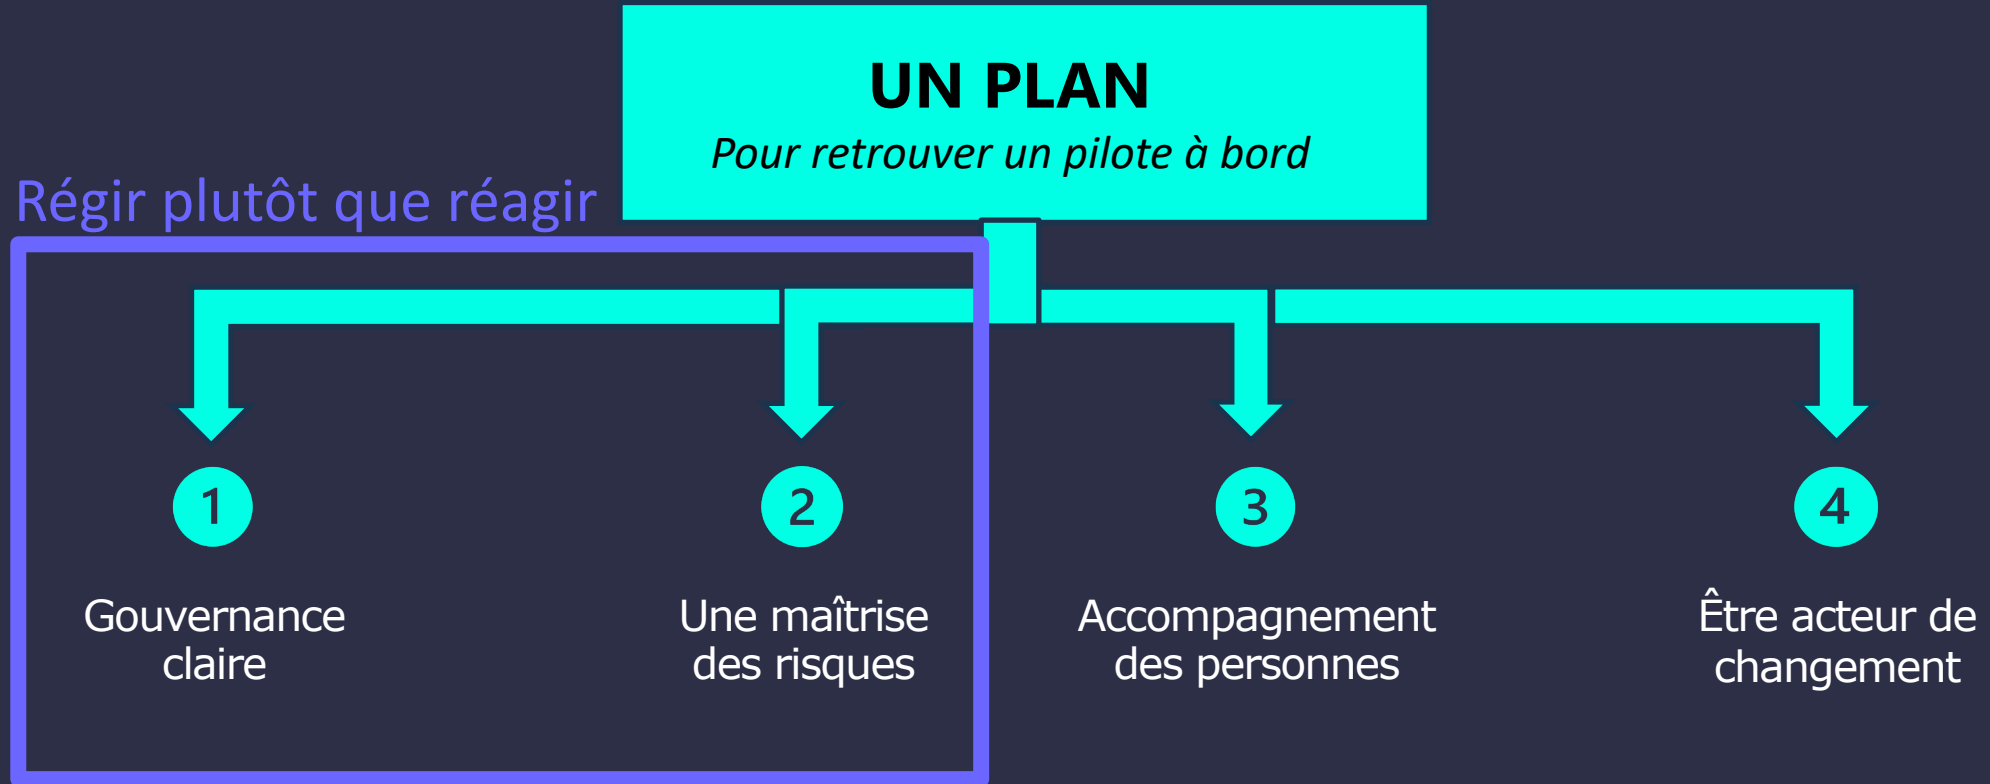 UN PLAN
Pour retrouver un pilote à bord
Régir plutôt que réagir
1
Gouvernance
claire
2
Une maîtrise
des risques
3
Accompagnement
des personnes
4
Être acteur de
changement